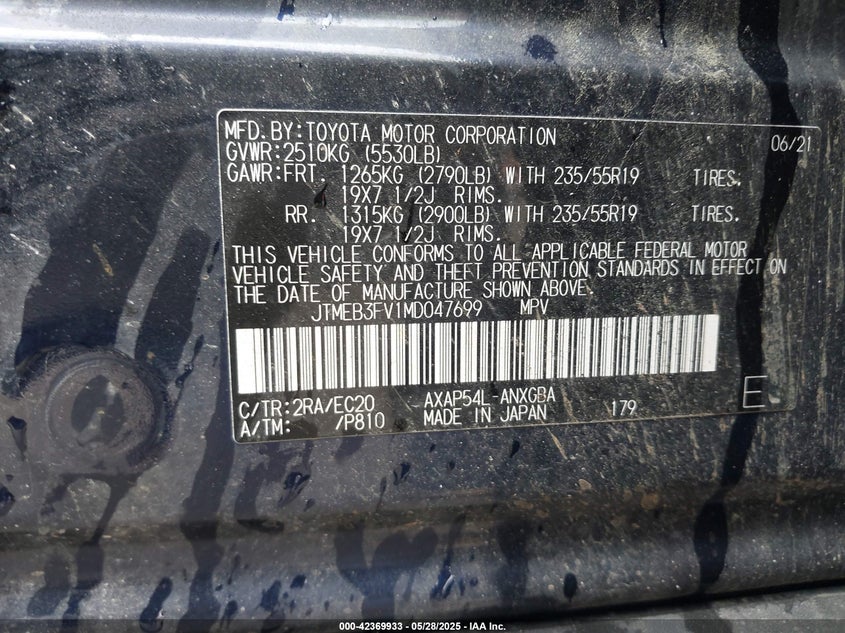 MFD.BY:TOYOTA MOTOR CORPORATION 06/21
GVWR:2510KG (5530LB)
GAWR:FRT. 1265KG (2790LB) WITH 235/55R19 TIRES,
19X7 1/2J RIMS.
RR. 1315KG (2900LB) WITH 235/55R19 TIRES.
19X7 1/2J RIMS.
THIS VEHICLE CONFORMS TO ALL APPLICABLE FEDERAL MOTOR
VEHICLE SAFETY AND THEFT PREVENTION STANDARDS IN EFFECT ON
THE DATE OF MANUFACTURE SHOWN ABOVE.
JTMEB3FV1MD047699 MPV
C/TR:2RA/EC20 AXAP54L-ANXGBA
A/TM: /P810 MADE IN JAPAN 179 E
000-42369933 - 05/28/2025 - IAA Inc.